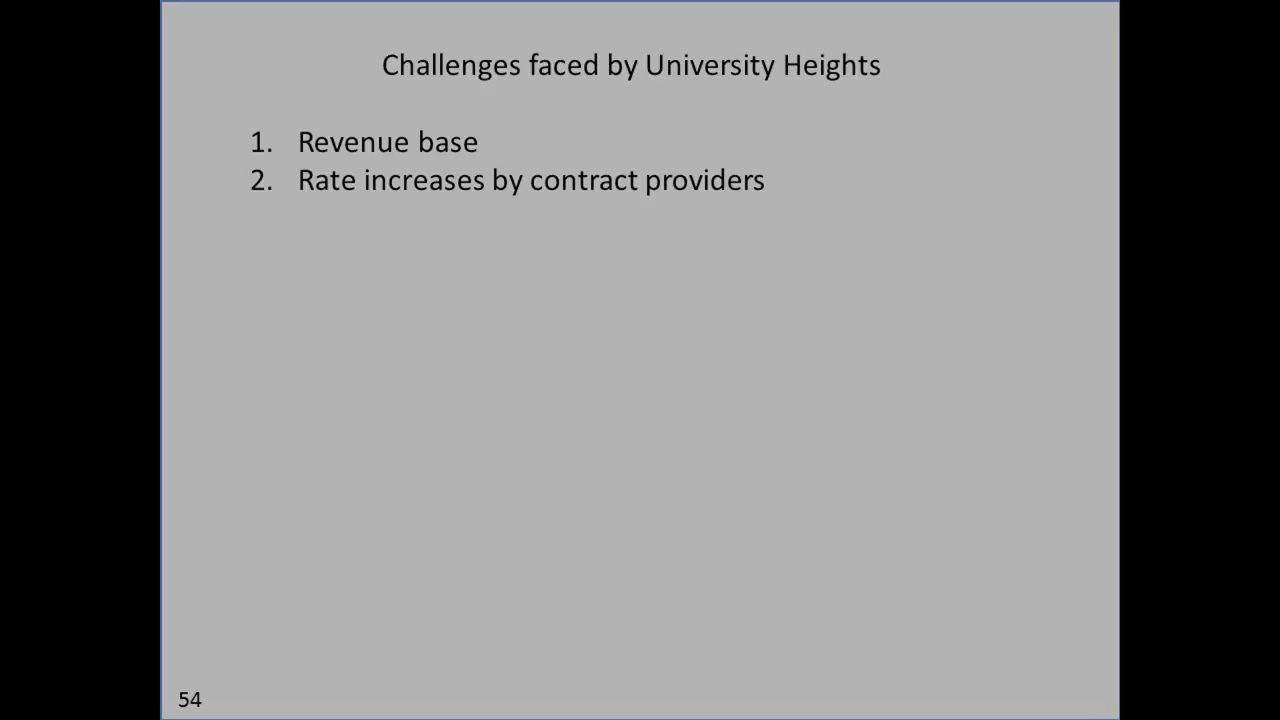 Challenges faced by University Heights
1. Revenue base
2. Rate increases by contract providers
54